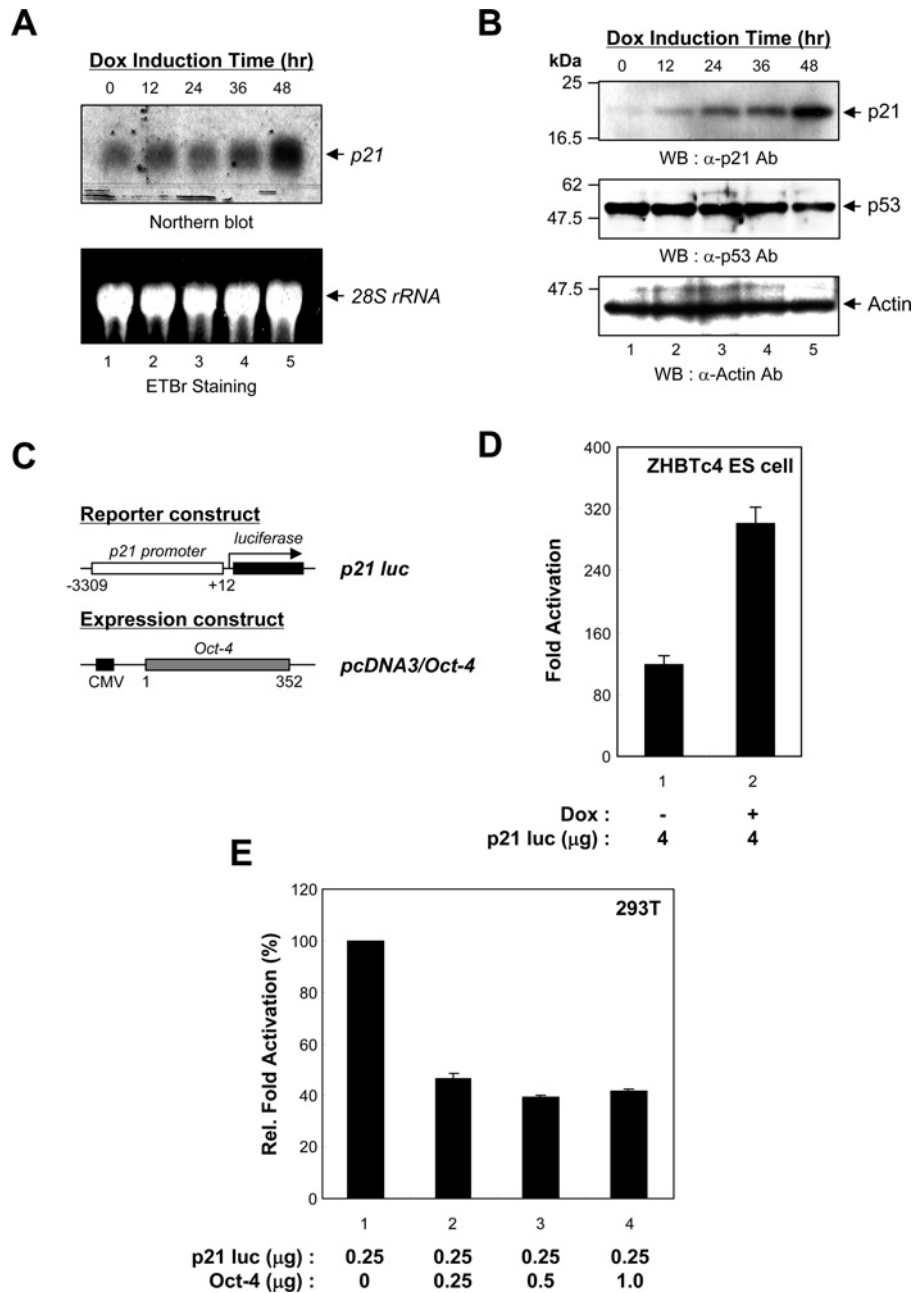 A
Dox Induction Time (hr)
0 12 24 36 48
p21
Northern blot
28S rRNA
1 2 3 4 5
ETBr Staining
B
Dox Induction Time (hr)
kDa
0 12 24 36 48
25
p21
16.5
WB : α-p21 Ab
62
p53
47.5
WB : α-p53 Ab
47.5
Actin
1 2 3 4 5
WB : α-Actin Ab
C
Reporter construct
p21 promoter
luciferase
p21 luc
-3309
+12
Expression construct
Oct-4
pcDNA3/Oct-4
CMV
1
352
D
400
ZHBTc4 ES cell
320
240
160
80
0
Fold Activation
1 2
Dox : - +
p21 luc (μg) : 4 4
E
120
293T
100
80
60
40
20
0
Rel. Fold Activation (%)
1 2 3 4
p21 luc (μg) : 0.25 0.25 0.25 0.25
Oct-4 (μg) : 0 0.25 0.5 1.0